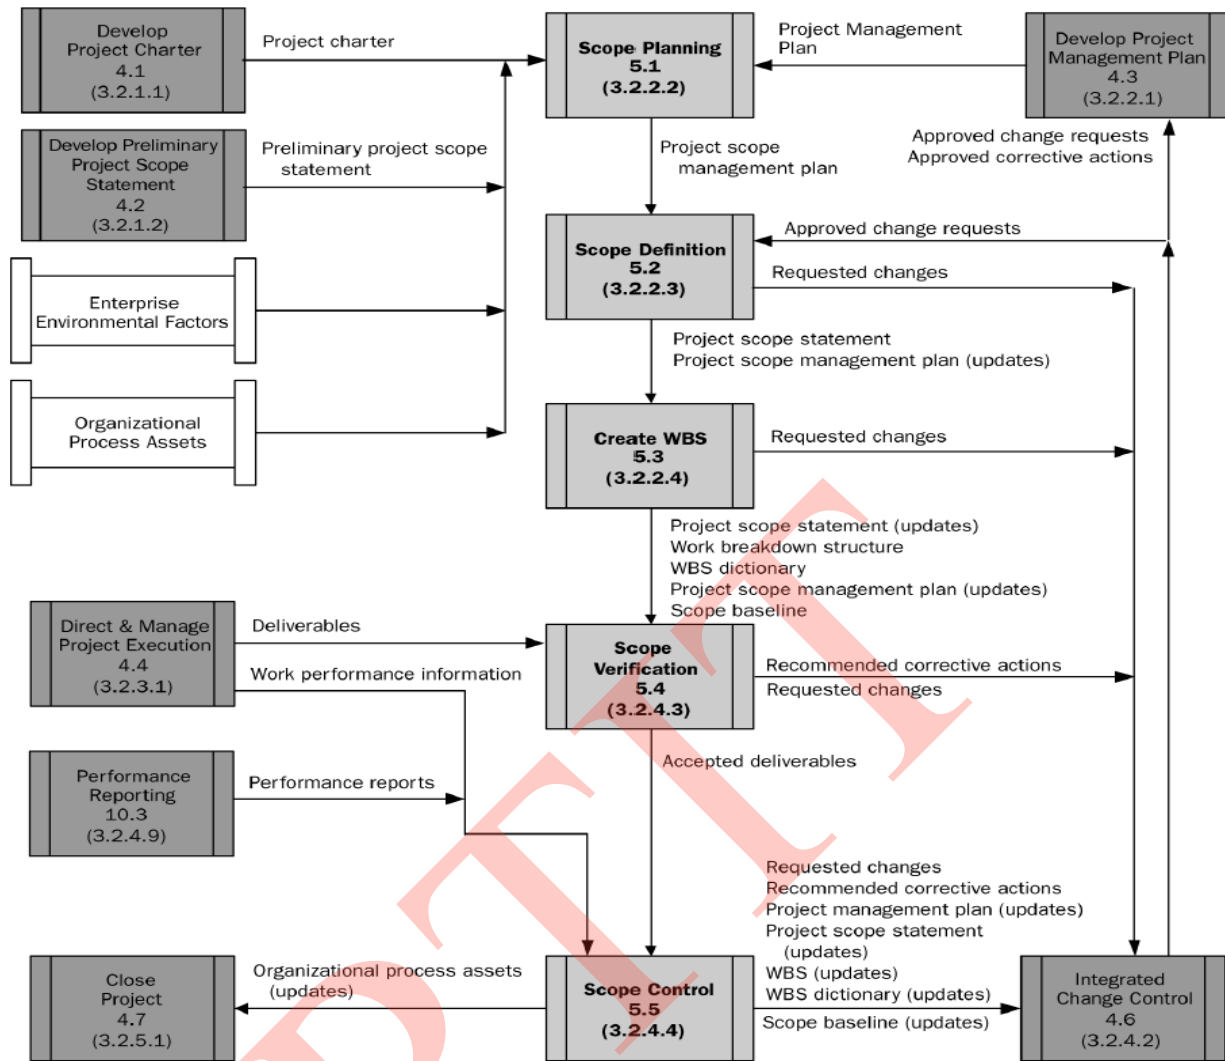 Develop
Project Charter
4.1
(3.2.1.1)
Project charter
Scope Planning
5.1
(3.2.2.2)
Project Management
Plan
Develop Project
Management Plan
4.3
(3.2.2.1)
Develop Preliminary
Project Scope
Statement
4.2
(3.2.1.2)
Preliminary project scope
statement
Project scope
management plan
Approved change requests
Approved corrective actions
Enterprise
Environmental Factors
Scope Definition
5.2
(3.2.2.3)
Approved change requests
Requested changes
Project scope statement
Project scope management plan (updates)
Organizational
Process Assets
Create WBS
5.3
(3.2.2.4)
Requested changes
Project scope statement (updates)
Work breakdown structure
WBS dictionary
Project scope management plan (updates)
Scope baseline
Direct & Manage
Project Execution
4.4
(3.2.3.1)
Deliverables
Work performance information
Scope
Verification
5.4
(3.2.4.3)
Recommended corrective actions
Requested changes
Accepted deliverables
Performance
Reporting
10.3
(3.2.4.9)
Performance reports
Requested changes
Recommended corrective actions
Project management plan (updates)
Project scope statement
(updates)
WBS (updates)
WBS dictionary (updates)
Scope baseline (updates)
Close
Project
4.7
(3.2.5.1)
Organizational process assets
(updates)
Scope Control
5.5
(3.2.4.4)
Integrated
Change Control
4.6
(3.2.4.2)
PTIT